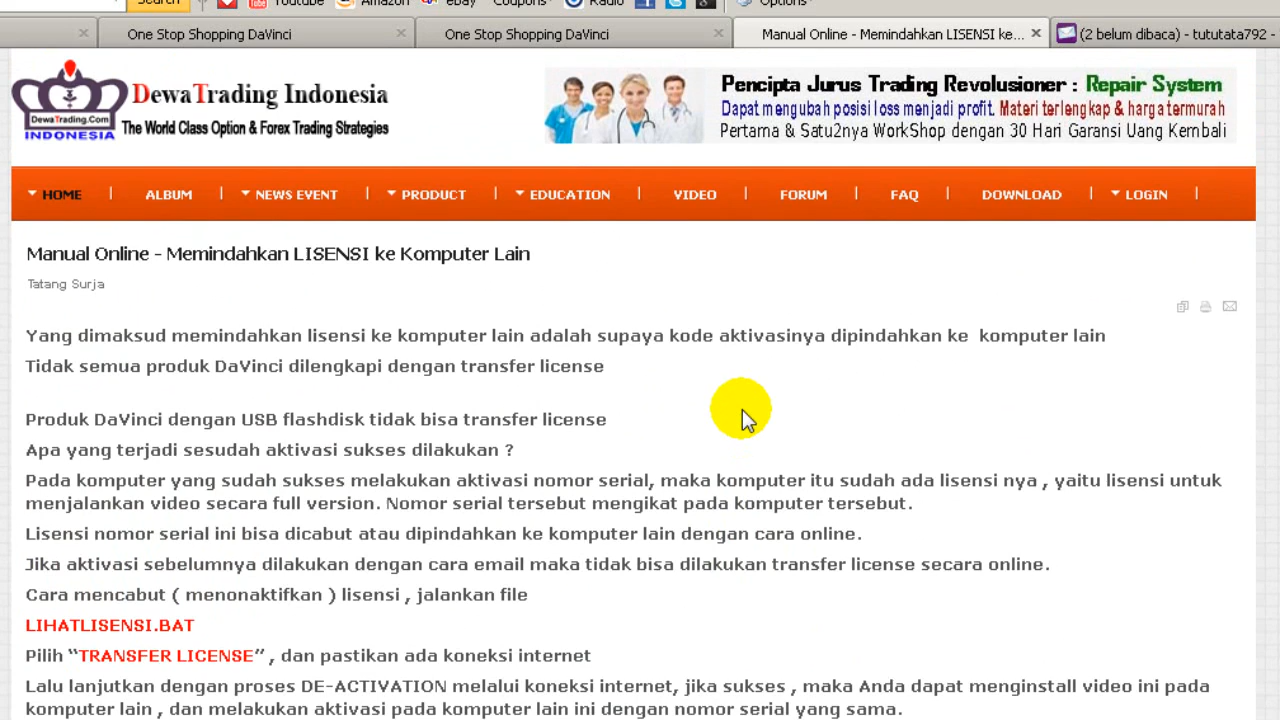 Search
Youtube
Amazon
eBay
Coupons
Radio
Options
One Stop Shopping DaVinci
One Stop Shopping DaVinci
Manual Online - Memindahkan LISENSI ke...
(2 belum dibaca) - tututata792 -
DewaTrading.Com
INDONESIA
DewaTrading Indonesia
The World Class Option & Forex Trading Strategies
Pencipta Jurus Trading Revolusioner : Repair System
Dapat mengubah posisi loss menjadi profit. Materi terlengkap & harga termurah
Pertama & Satu2nya WorkShop dengan 30 Hari Garansi Uang Kembali
HOME | ALBUM | NEWS EVENT | PRODUCT | EDUCATION | VIDEO | FORUM | FAQ | DOWNLOAD | LOGIN |
Manual Online - Memindahkan LISENSI ke Komputer Lain
Tatang Surja
Yang dimaksud memindahkan lisensi ke komputer lain adalah supaya kode aktivasinya dipindahkan ke komputer lain
Tidak semua produk DaVinci dilengkapi dengan transfer license
Produk DaVinci dengan USB flashdisk tidak bisa transfer license
Apa yang terjadi sesudah aktivasi sukses dilakukan ?
Pada komputer yang sudah sukses melakukan aktivasi nomor serial, maka komputer itu sudah ada lisensi nya , yaitu lisensi untuk
menjalankan video secara full version. Nomor serial tersebut mengikat pada komputer tersebut.
Lisensi nomor serial ini bisa dicabut atau dipindahkan ke komputer lain dengan cara online.
Jika aktivasi sebelumnya dilakukan dengan cara email maka tidak bisa dilakukan transfer license secara online.
Cara mencabut ( menonaktifkan ) lisensi , jalankan file
LIHATLISENSI.BAT
Pilih “TRANSFER LICENSE” , dan pastikan ada koneksi internet
Lalu lanjutkan dengan proses DE-ACTIVATION melalui koneksi internet, jika sukses , maka Anda dapat menginstall video ini pada
komputer lain , dan melakukan aktivasi pada komputer lain ini dengan nomor serial yang sama.